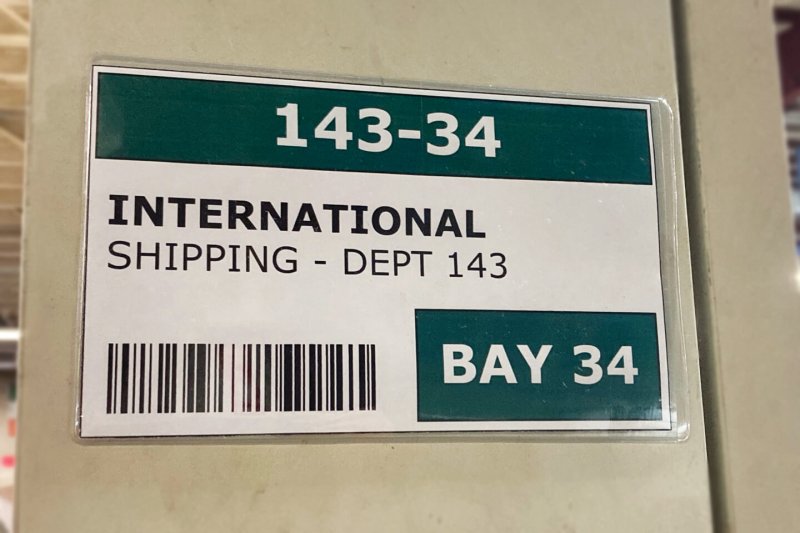 143-34
INTERNATIONAL
SHIPPING - DEPT 143
BAY 34